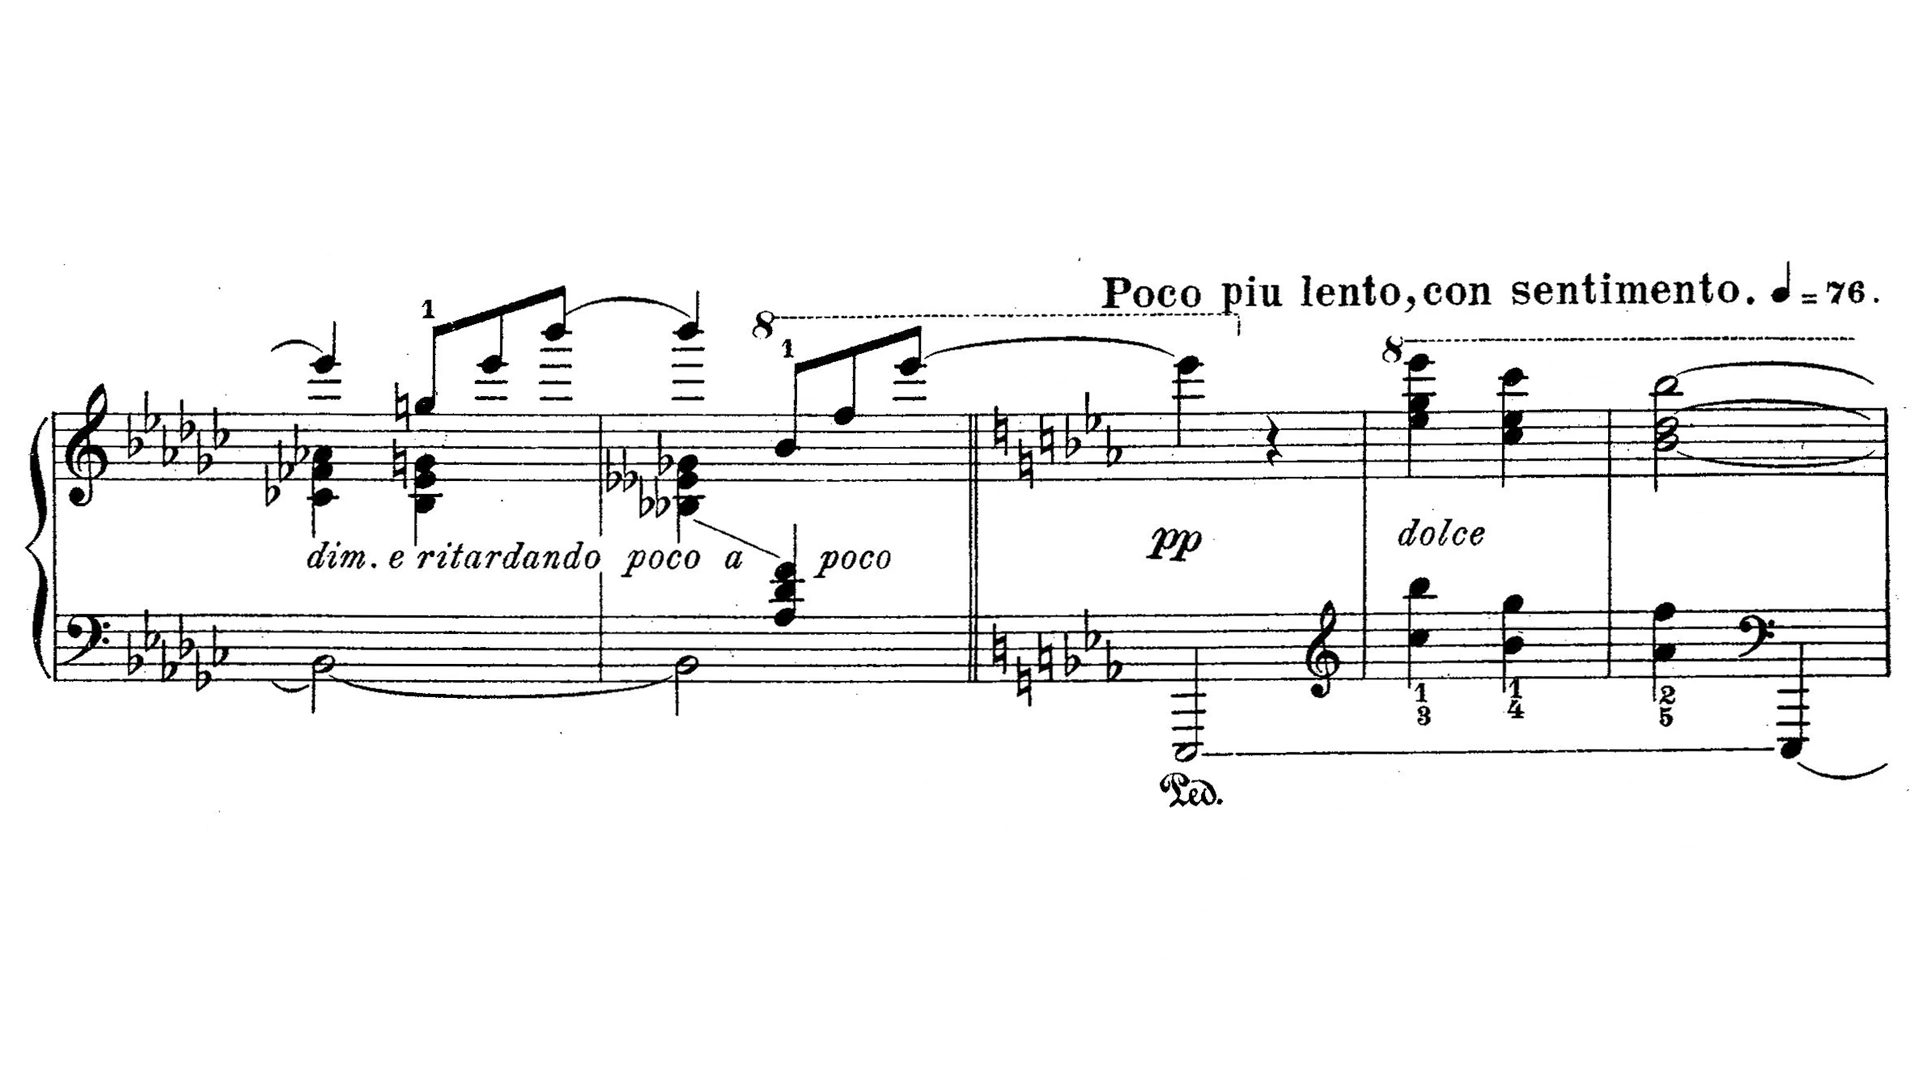 Poco piu lento, con sentimento. ♩ = 76.
1
8
1
8
dim. e ritardando poco a poco
pp
dolce
1 1 2
3 4 5
Ped.